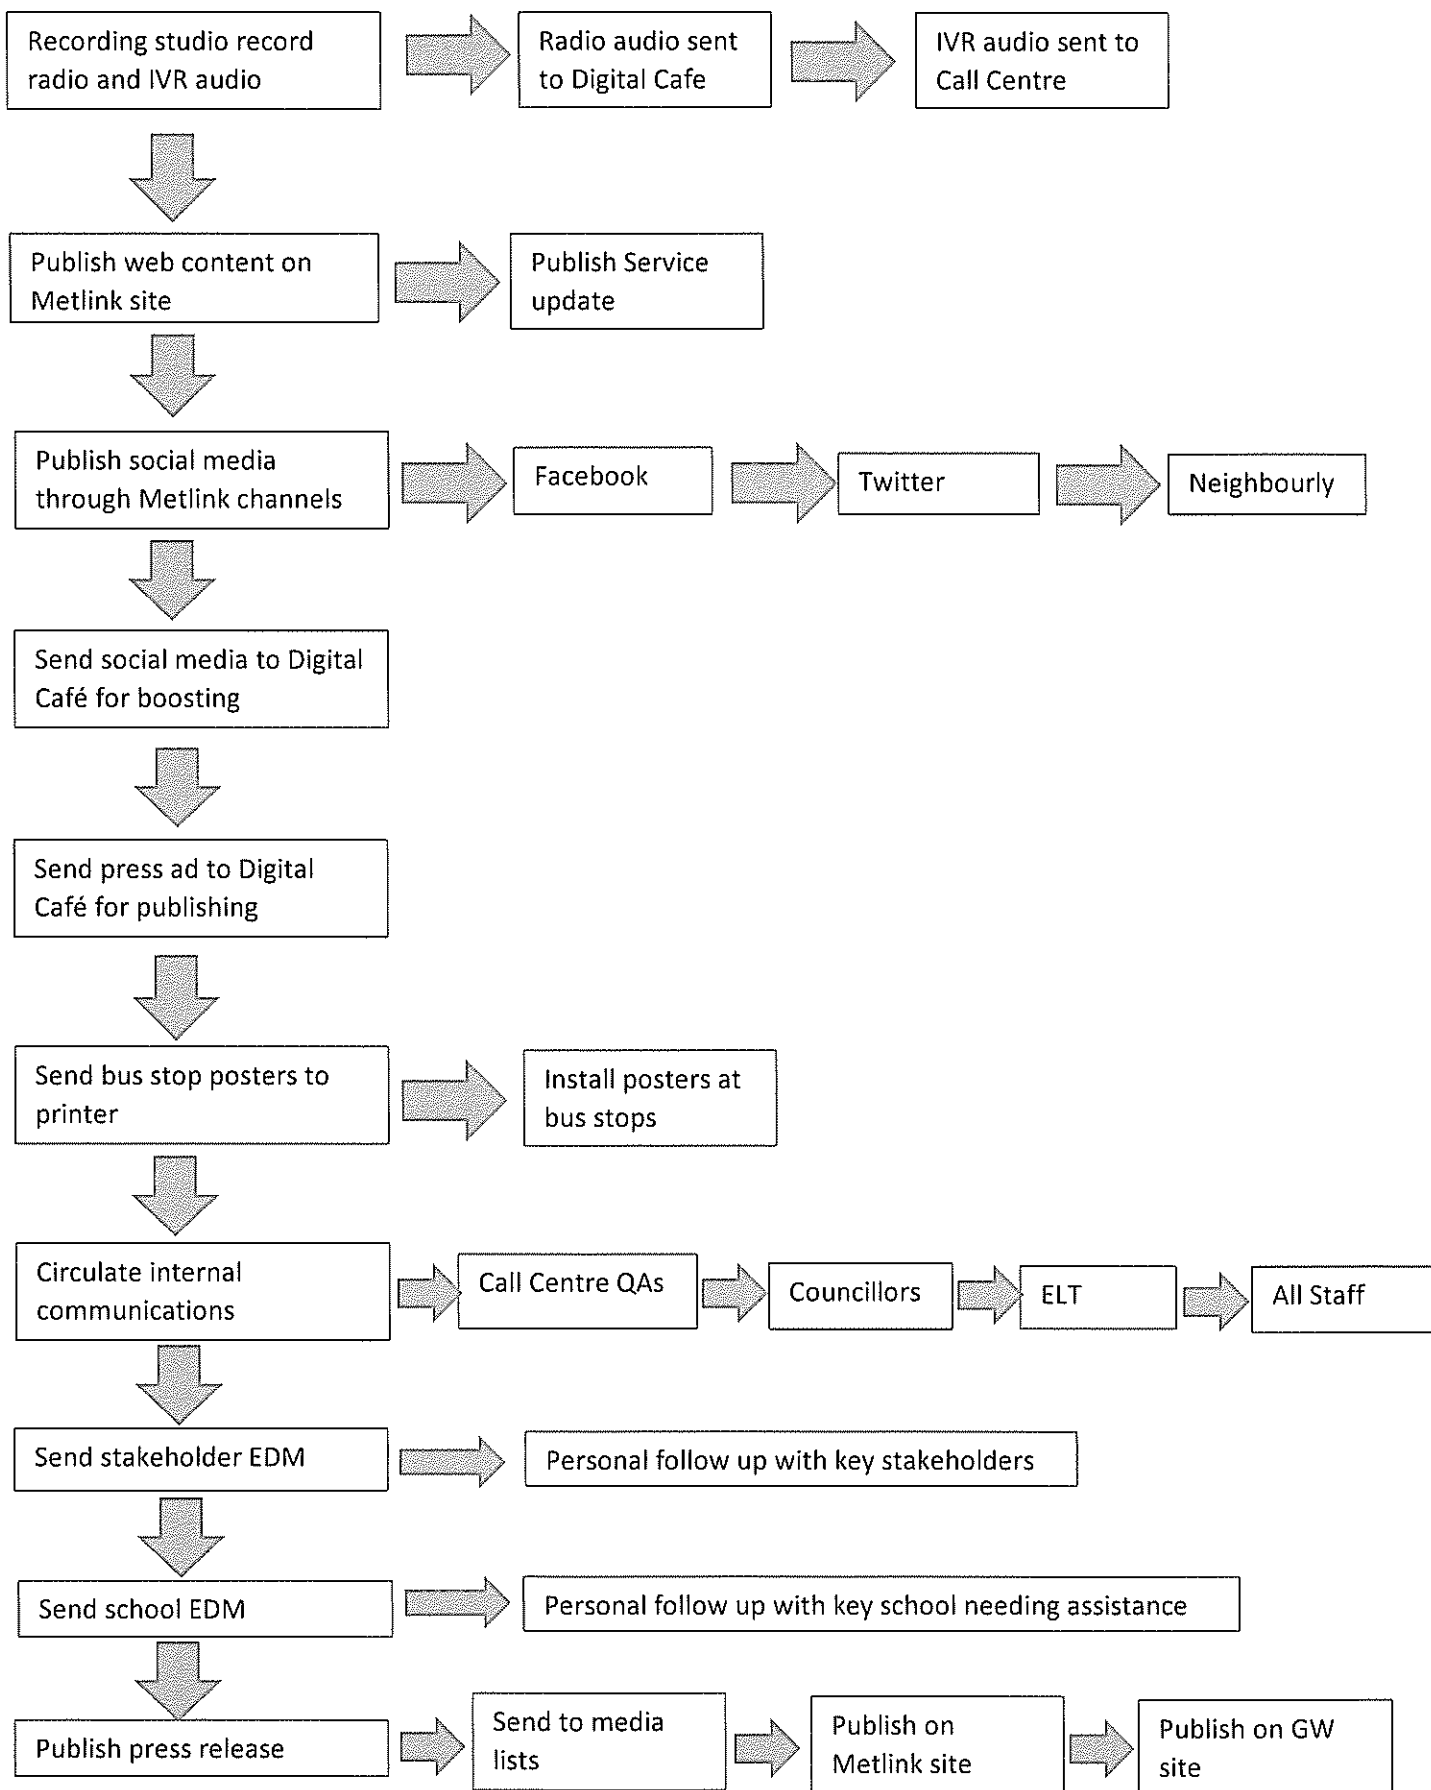 Recording studio record
radio and IVR audio
Radio audio sent
to Digital Cafe
IVR audio sent to
Call Centre
Publish web content on
Metlink site
Publish Service
update
Publish social media
through Metlink channels
Facebook
Twitter
Neighbourly
Send social media to Digital
Café for boosting
Send press ad to Digital
Café for publishing
Send bus stop posters to
printer
Install posters at
bus stops
Circulate internal
communications
Call Centre QAs
Councillors
ELT
All Staff
Send stakeholder EDM
Personal follow up with key stakeholders
Send school EDM
Personal follow up with key school needing assistance
Publish press release
Send to media
lists
Publish on
Metlink site
Publish on GW
site